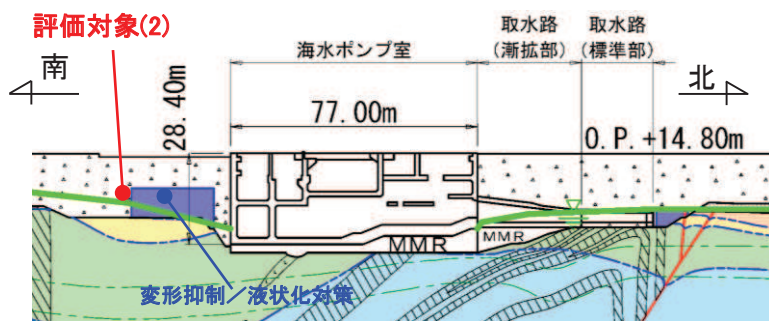 評価対象(2)
南
海水ポンプ室
取水路
(漸拡部)
取水路
(標準部)
北
28.40m
77.00m
O.P.+14.80m
MMR
MMR
変形抑制/液状化対策